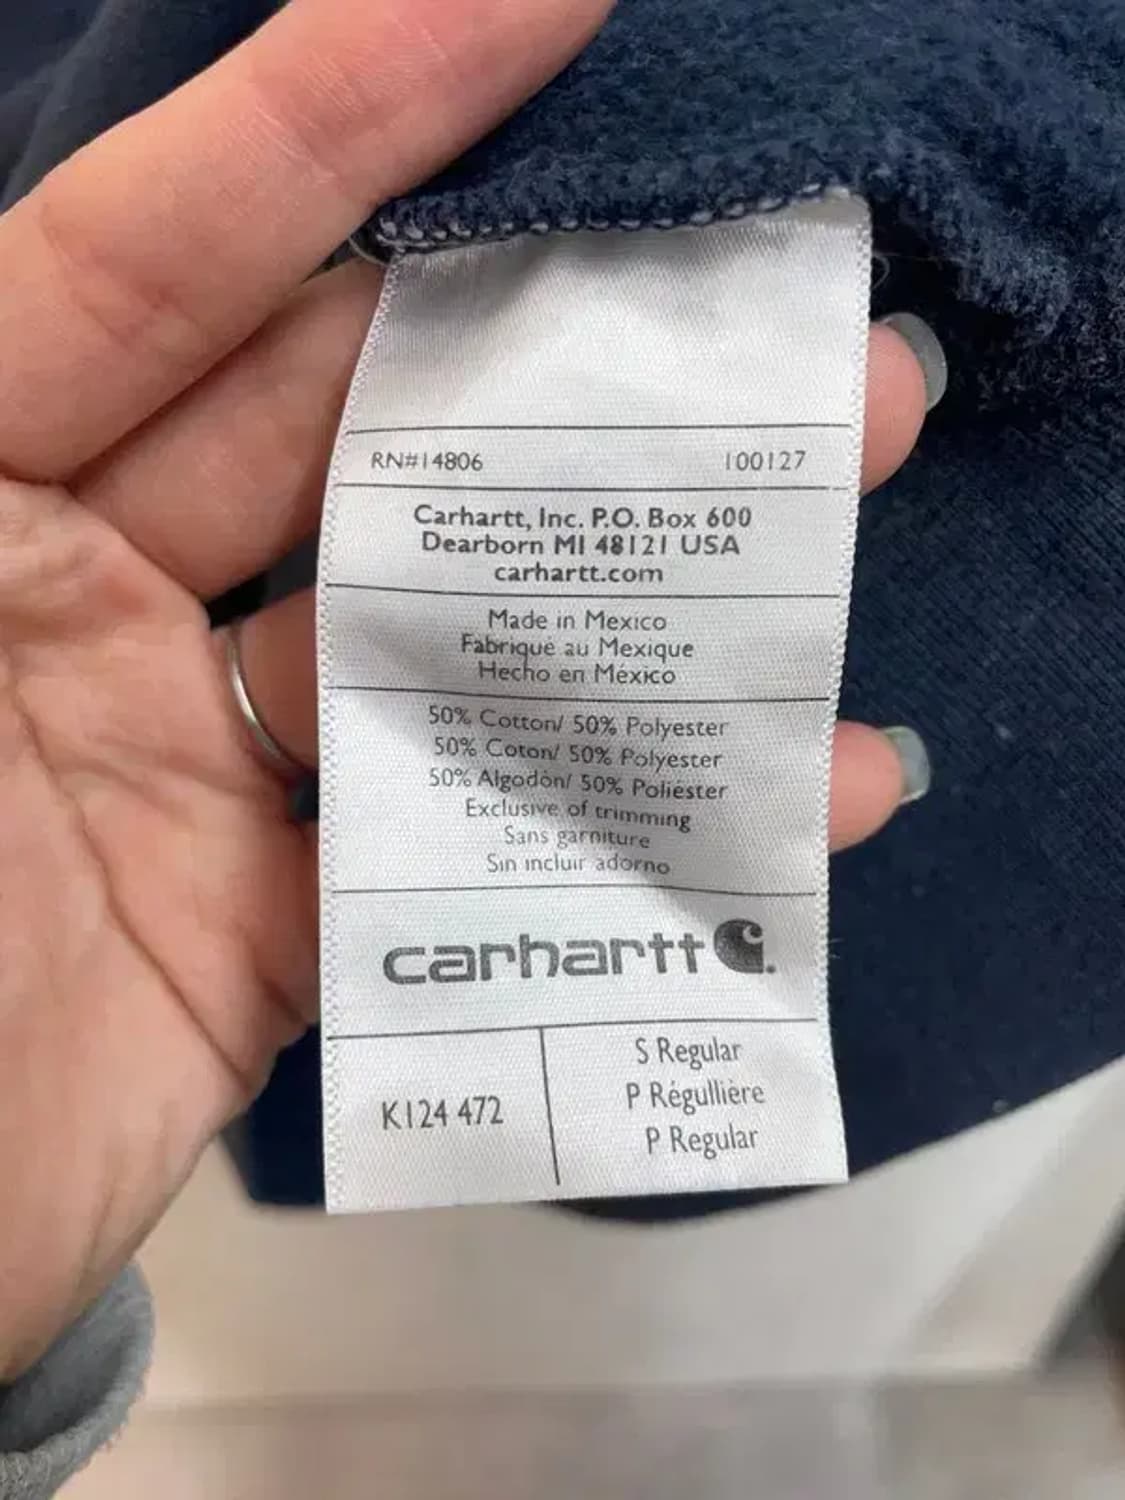 RN#14806 100127
Carhartt, Inc. P.O. Box 600
Dearborn MI 48121 USA
carhartt.com
Made in Mexico
Fabriqué au Mexique
Hecho en México
50% Cotton/ 50% Polyester
50% Coton/ 50% Polyester
50% Algodón/ 50% Poliéster
Exclusive of trimming
Sans garniture
Sin incluir adorno
carhartt
K124 472
S Regular
P Régullière
P Regular